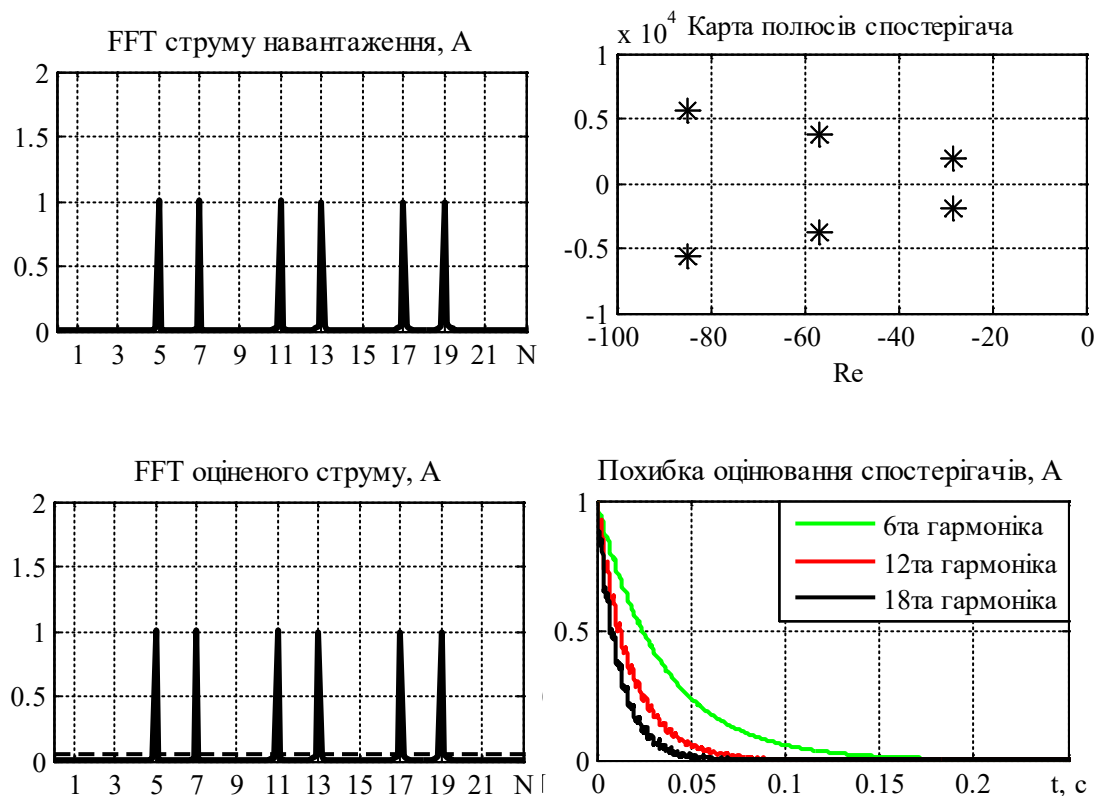 FFT струму навантаження, А
2
1.5
1
0.5
0
1 3 5 7 9 11 13 15 17 19 21 N
x 10^4 Карта полюсів спостерігача
1
0.5
0
-0.5
-1
-100 -80 -60 -40 -20 0
Re
FFT оціненого струму, А
2
1.5
1
0.5
0
1 3 5 7 9 11 13 15 17 19 21 N
Похибка оцінювання спостерігачів, А
1
0.5
0
6та гармоніка
12та гармоніка
18та гармоніка
0 0.05 0.1 0.15 0.2 t, c